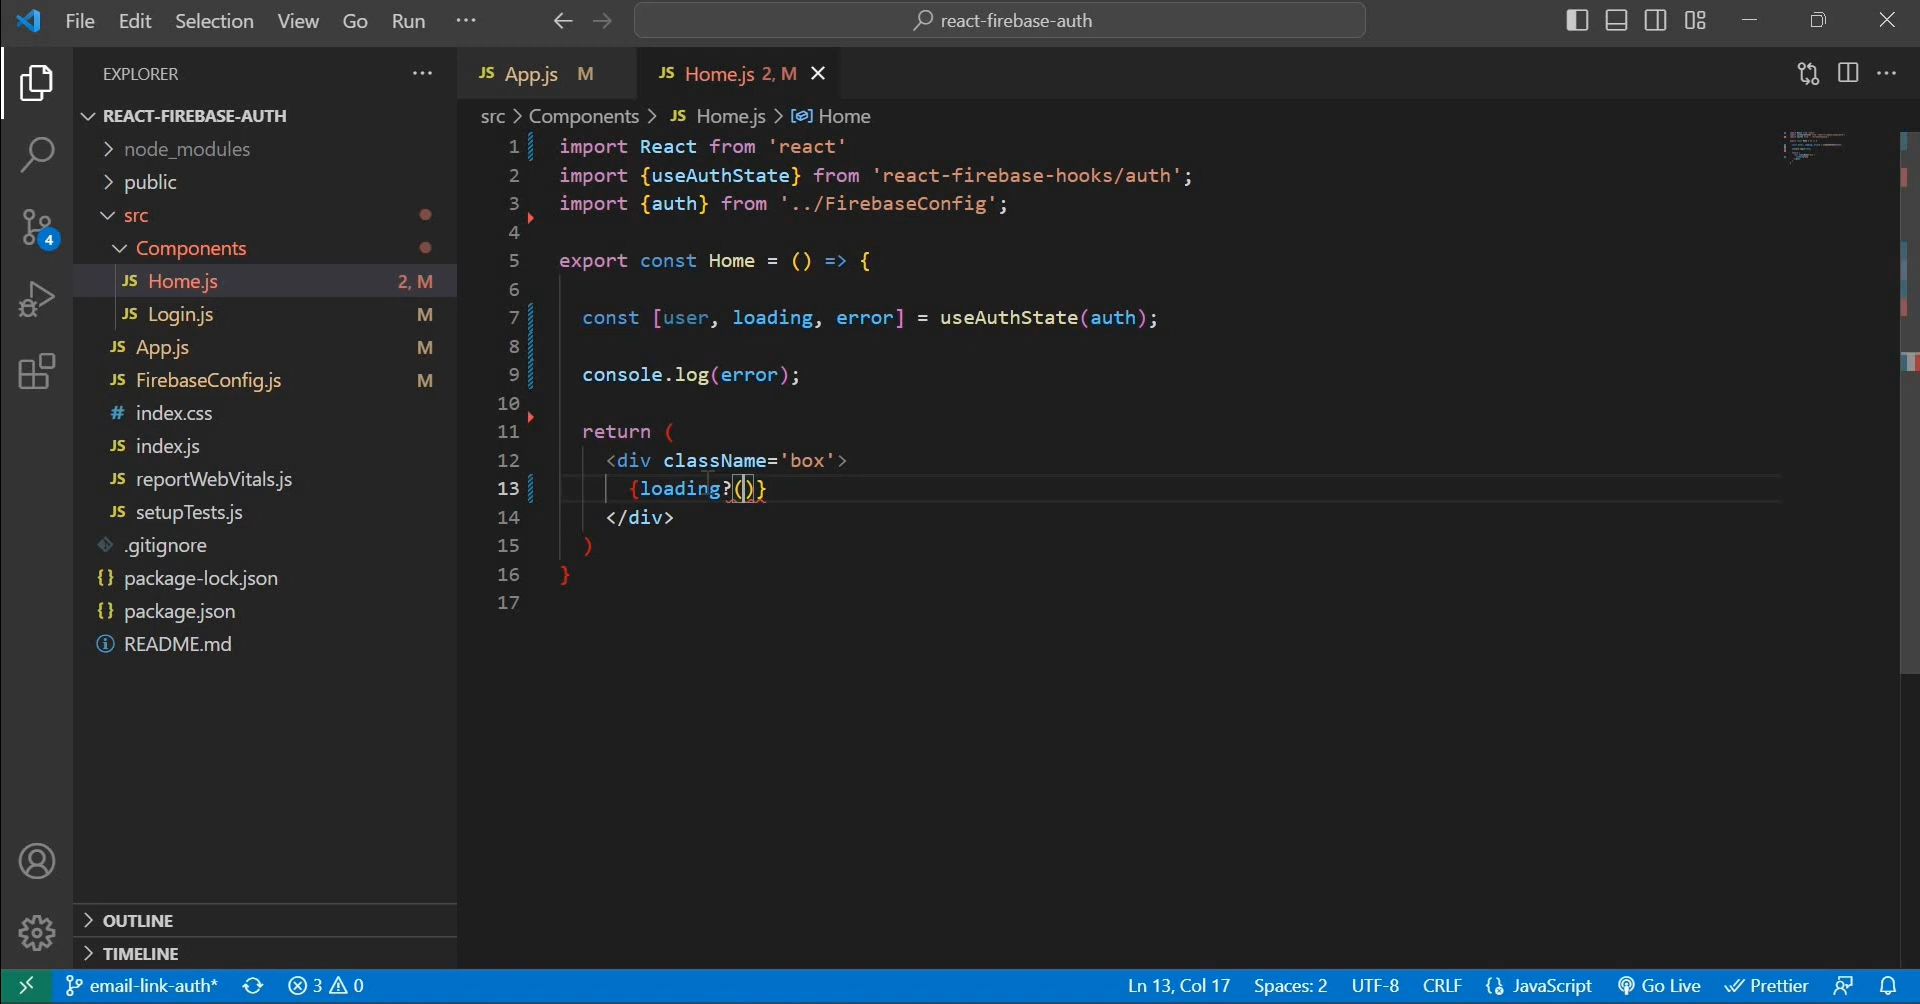 File Edit Selection View Go Run ···
react-firebase-auth
EXPLORER
REACT-FIREBASE-AUTH
node_modules
public
src
Components
JS Home.js 2, M
JS Login.js M
JS App.js M
JS FirebaseConfig.js M
# index.css
JS index.js
JS reportWebVitals.js
JS setupTests.js
.gitignore
{} package-lock.json
{} package.json
README.md
OUTLINE
TIMELINE
4
JS App.js M
JS Home.js 2, M
src > Components > JS Home.js > Home
1 import React from 'react'
2 import {useAuthState} from 'react-firebase-hooks/auth';
3 import {auth} from '../FirebaseConfig';
4
5 export const Home = () => {
6
7 const [user, loading, error] = useAuthState(auth);
8
9 console.log(error);
10
11 return (
12 <div className='box'>
13 {loading?()}
14 </div>
15 )
16 }
17
email-link-auth* 3 0 Ln 13, Col 17 Spaces: 2 UTF-8 CRLF {} JavaScript Go Live Prettier